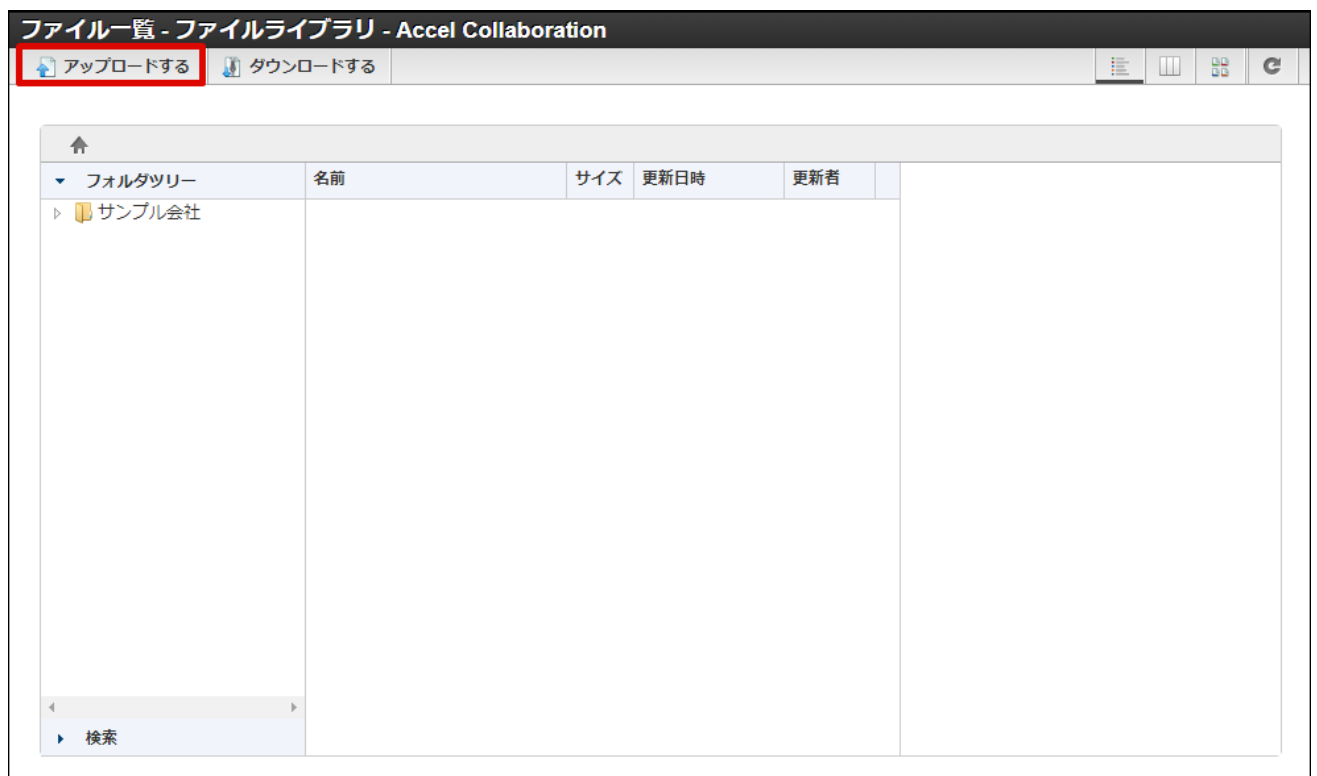 ファイル一覧 - ファイルライブラリ - Accel Collaboration
アップロードする ダウンロードする
フォルダツリー 名前 サイズ 更新日時 更新者
サンプル会社
検索